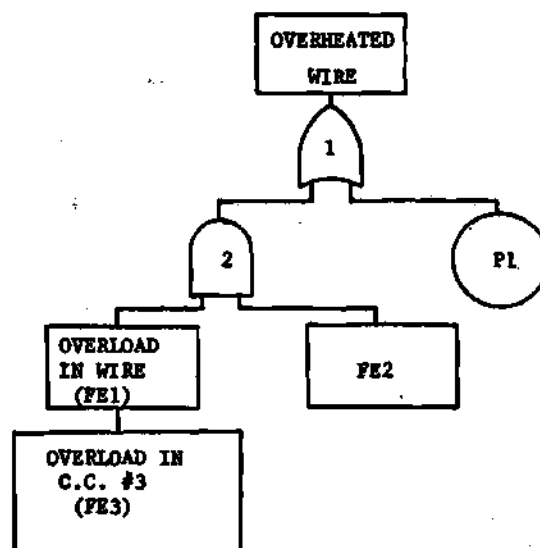 OVERHEATED
WIRE
1
2
P1
OVERLOAD
IN WIRE
(FE1)
FE2
OVERLOAD IN
C.C. #3
(FE3)